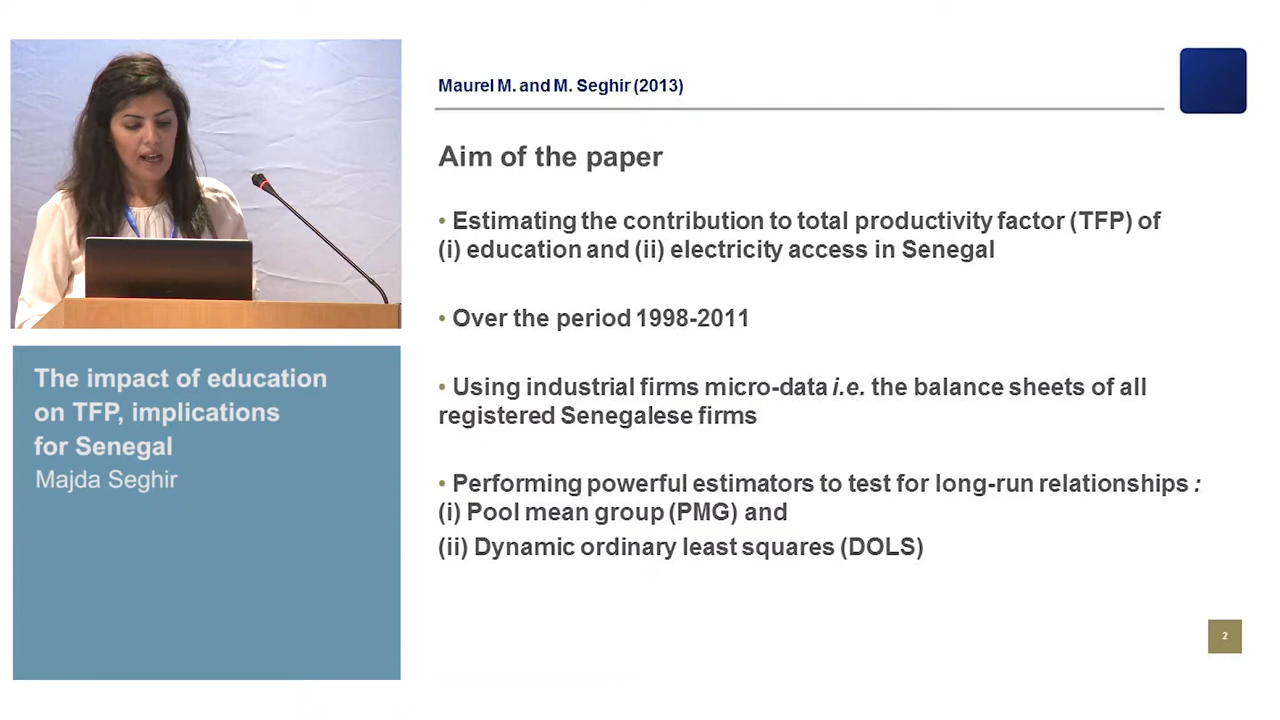 Maurel M. and M. Seghir (2013)
Aim of the paper
• Estimating the contribution to total productivity factor (TFP) of
(i) education and (ii) electricity access in Senegal
• Over the period 1998-2011
• Using industrial firms micro-data i.e. the balance sheets of all
registered Senegalese firms
• Performing powerful estimators to test for long-run relationships :
(i) Pool mean group (PMG) and
(ii) Dynamic ordinary least squares (DOLS)
The impact of education
on TFP, implications
for Senegal
Majda Seghir
2